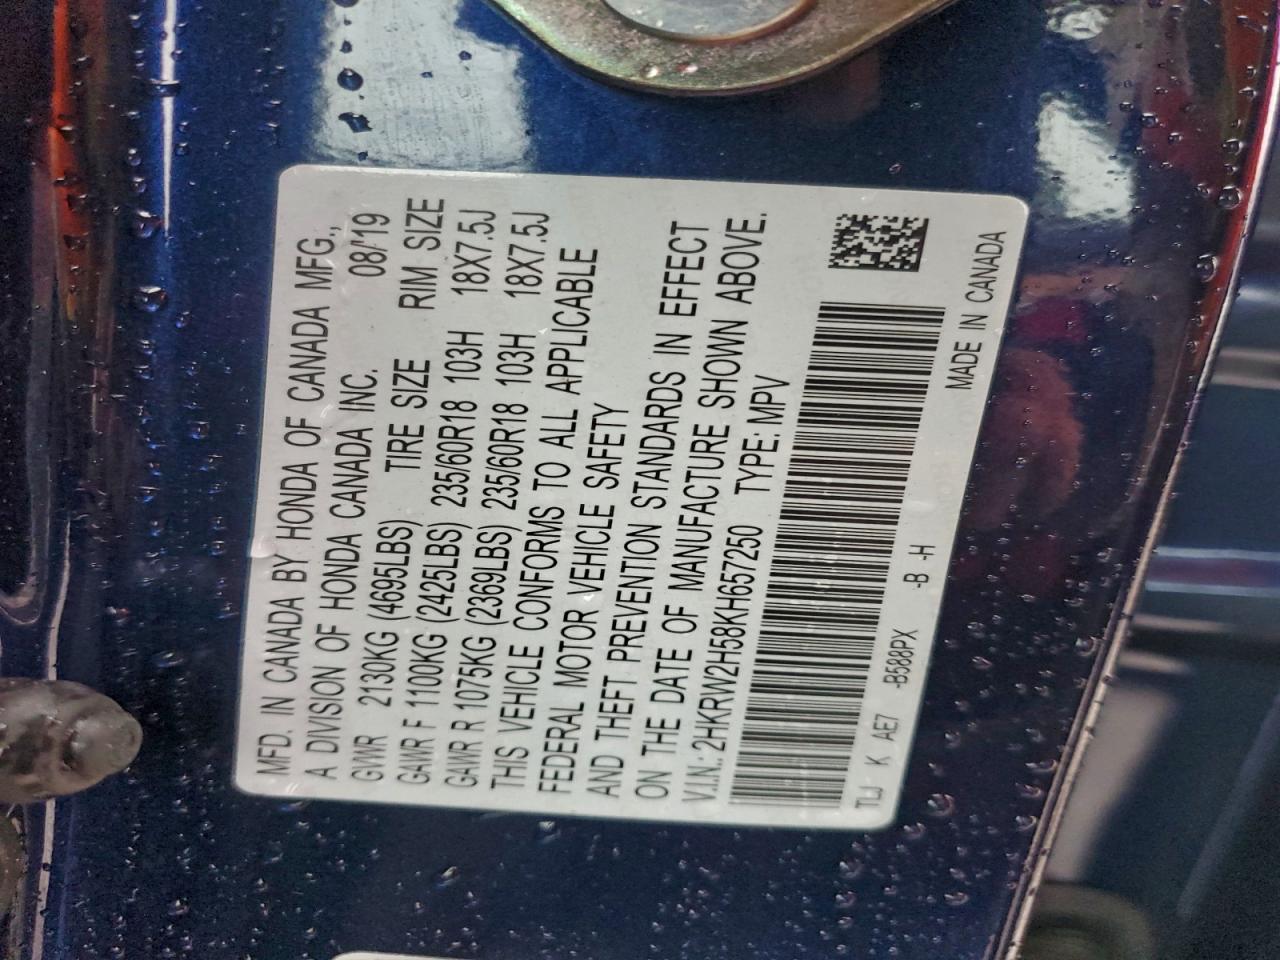 MFD. IN CANADA BY HONDA OF CANADA MFG.,
A DIVISION OF HONDA CANADA INC. 08/'19
GVWR 2130KG (4695LBS) TIRE SIZE RIM SIZE
GAWR F 1100KG (2425LBS) 235/60R18 103H 18X7.5J
GAWR R 1075KG (2369LBS) 235/60R18 103H 18X7.5J
THIS VEHICLE CONFORMS TO ALL APPLICABLE
FEDERAL MOTOR VEHICLE SAFETY
AND THEFT PREVENTION STANDARDS IN EFFECT
ON THE DATE OF MANUFACTURE SHOWN ABOVE.
V.I.N.: 2HKRW2H58KH657250 TYPE: MPV
TLJ K AE7 -B588PX -B -H MADE IN CANADA